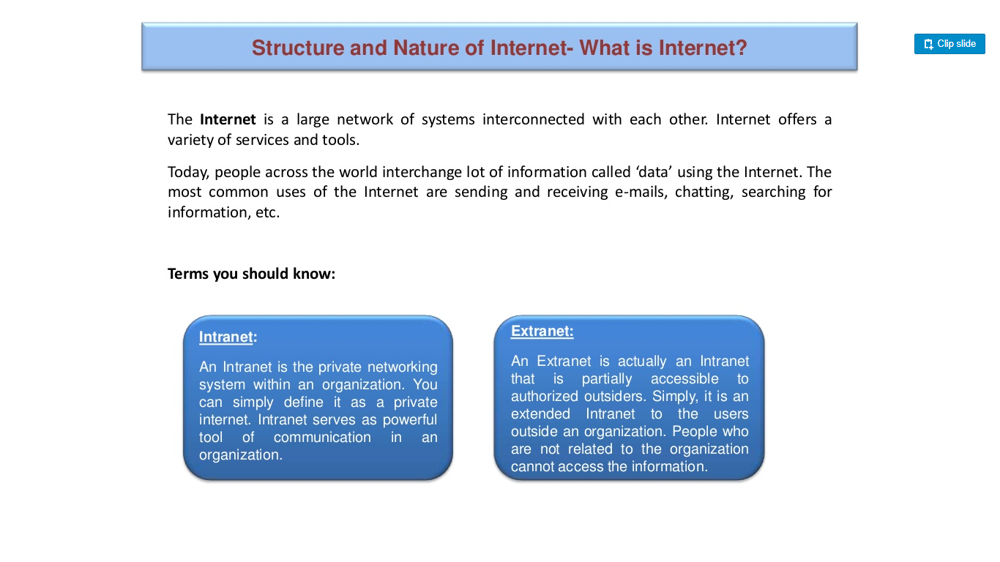 Structure and Nature of Internet- What is Internet?
Clip slide
The Internet is a large network of systems interconnected with each other. Internet offers a
variety of services and tools.
Today, people across the world interchange lot of information called ‘data’ using the Internet. The
most common uses of the Internet are sending and receiving e-mails, chatting, searching for
information, etc.
Terms you should know:
Intranet:
An Intranet is the private networking
system within an organization. You
can simply define it as a private
internet. Intranet serves as powerful
tool of communication in an
organization.
Extranet:
An Extranet is actually an Intranet
that is partially accessible to
authorized outsiders. Simply, it is an
extended Intranet to the users
outside an organization. People who
are not related to the organization
cannot access the information.